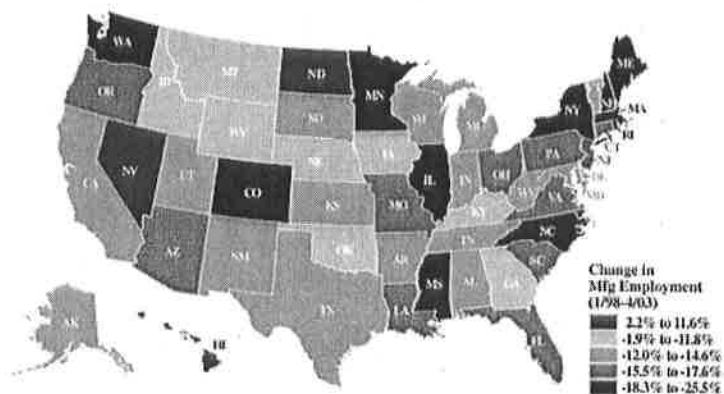 WA
ME
MT
ND
MN
OR
ID
SD
WI
MI
NY
MA
WY
RI
CT
IA
PA
NJ
NE
NV
OH
UT
IL
IN
DE
CO
WV
MD
CA
KS
MO
VA
KY
NC
TN
OK
AZ
NM
AR
SC
MS
AL
GA
TX
LA
AK
FL
HI
Change in
Mfg Employment
(1/98-4/03)
2.2% to 11.6%
-1.9% to -11.8%
-12.0% to -14.6%
-15.5% to -17.6%
-18.3% to -25.5%